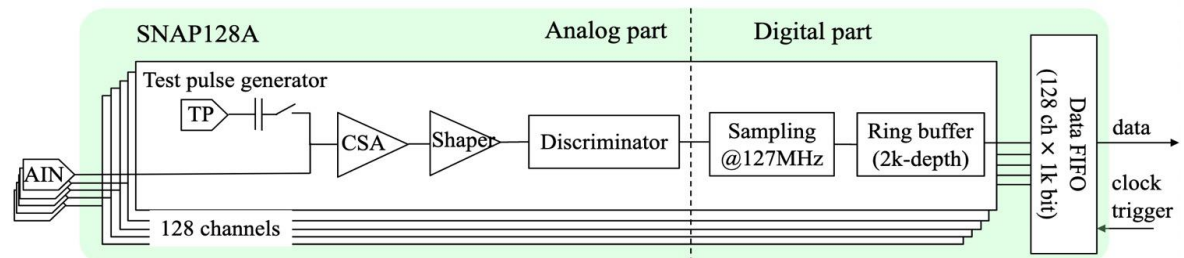 SNAP128A
Analog part
Digital part
Test pulse generator
TP
CSA
Shaper
Discriminator
Sampling
@127MHz
Ring buffer
(2k-depth)
AIN
128 channels
Data FIFO
(128 ch × 1k bit)
data
clock
trigger